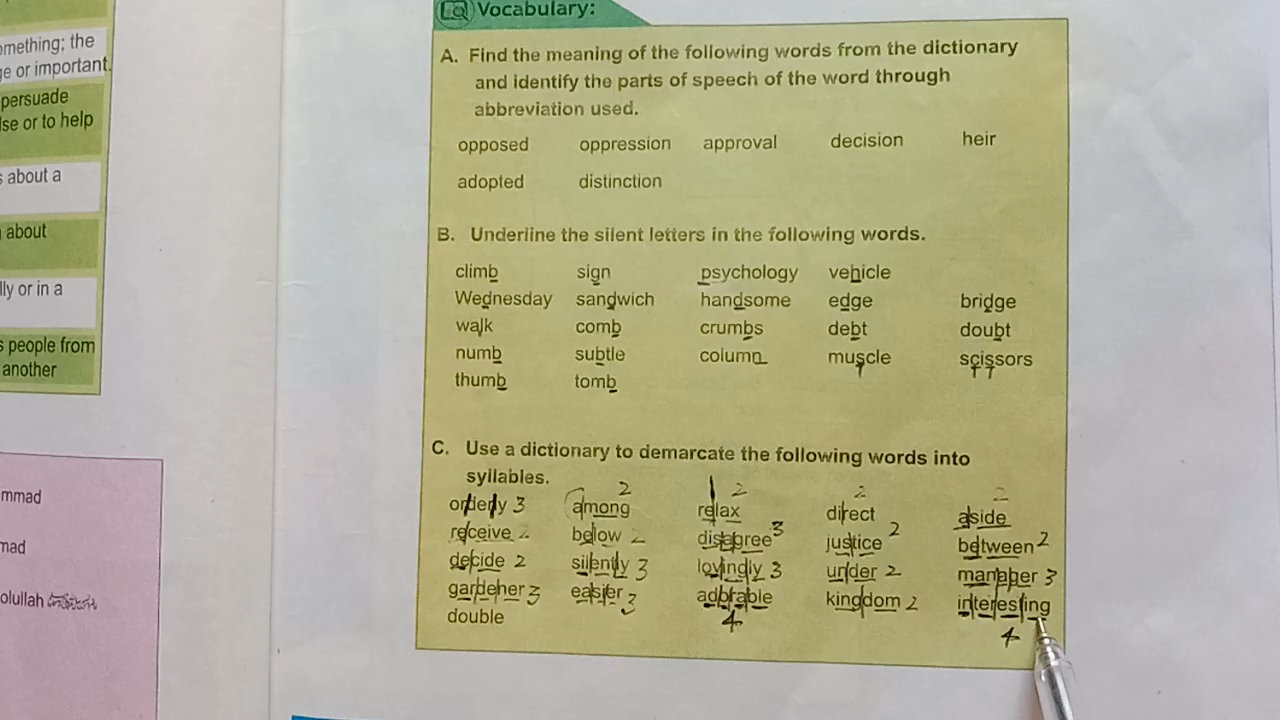 omething; the
ge or important.
persuade
lse or to help
s about a
about
lly or in a
s people from
another
mmad
mad
olullah
Vocabulary:
A. Find the meaning of the following words from the dictionary
and identify the parts of speech of the word through
abbreviation used.
opposed oppression approval decision heir
adopted distinction
B. Underline the silent letters in the following words.
climb sign psychology vehicle
Wednesday sandwich handsome edge bridge
walk comb crumbs debt doubt
numb subtle column muscle scissors
thumb tomb
C. Use a dictionary to demarcate the following words into
syllables.
2 2 2 2
orderly 3 among relax direct aside
receive 2 below 2 disagree 3 justice 2 between 2
decide 2 silently 3 lovingly 3 under 2 manager 3
gardener 3 easier 3 adorable kingdom 2 interesting
double 4 4